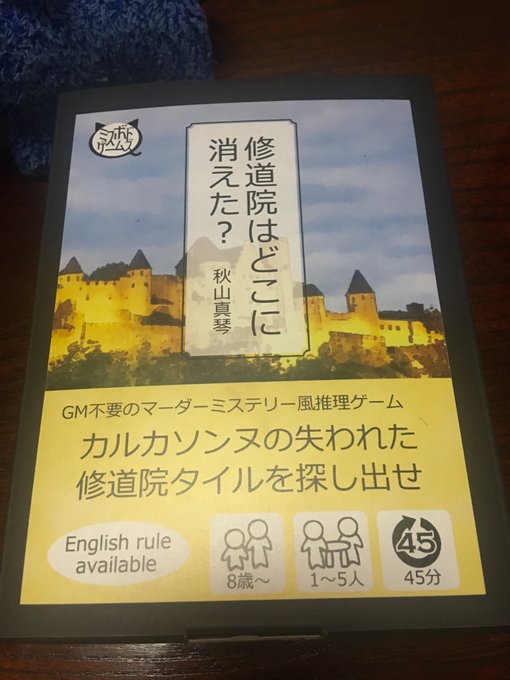 ミスボド
ゲームズ
修道院はどこに
消えた?
秋山真琴
GM不要のマーダーミステリー風推理ゲーム
カルカソンヌの失われた
修道院タイルを探し出せ
English rule
available
8歳～
1～5人
45
45分